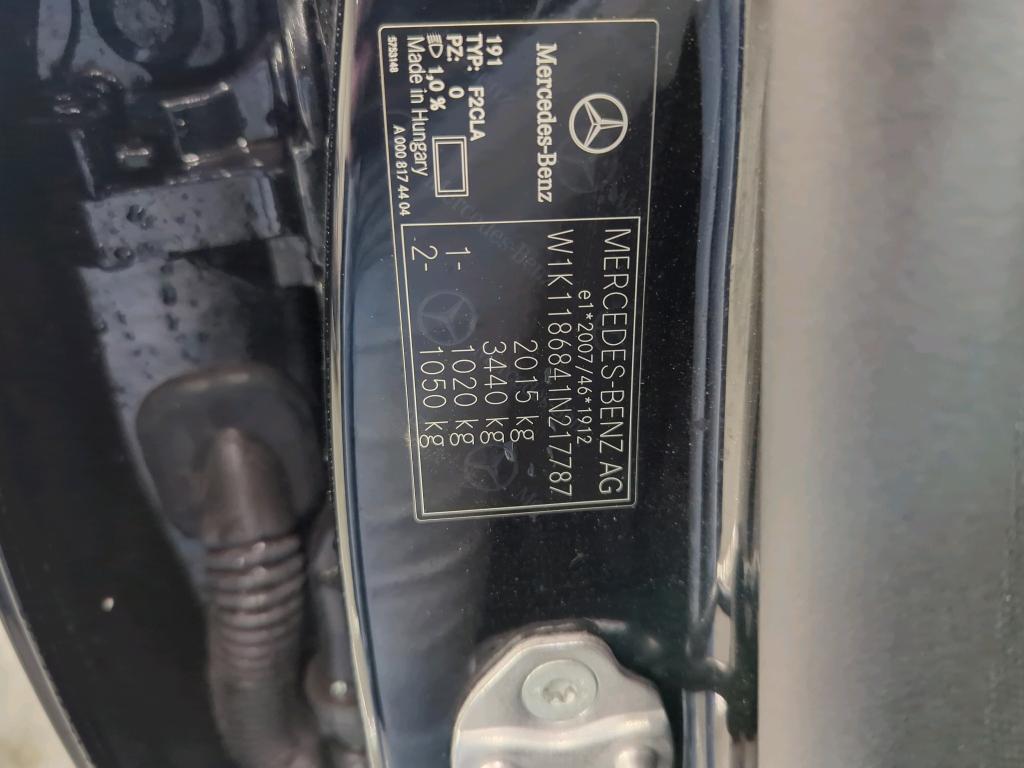 Mercedes-Benz
191
TYP: F2CLA
PZ: 0
1,0 %
Made in Hungary
A 000 817 44 04
MERCEDES-BENZ AG
e1*2007/46*1912
W1K1186841N217787
2015 kg
3440 kg
1- 1020 kg
2- 1050 kg